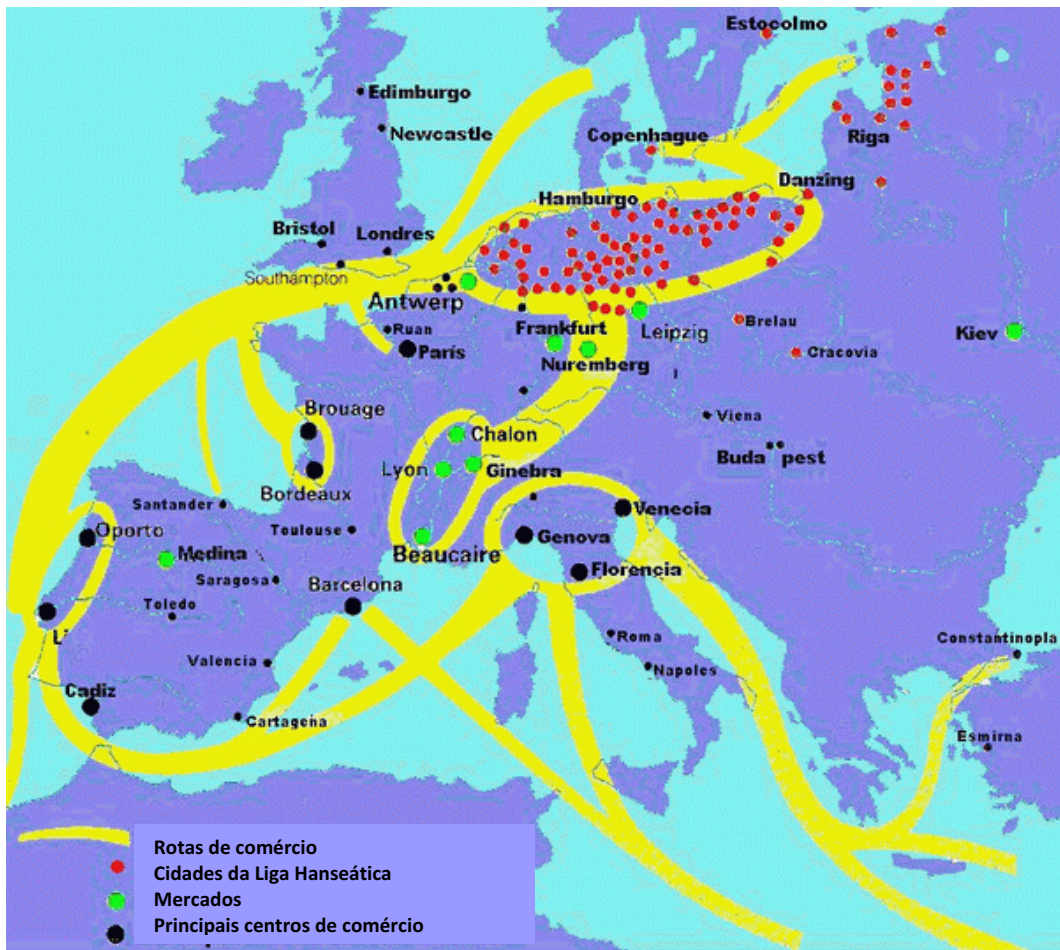 Estocolmo
Edimburgo
Newcastle
Copenhague
Riga
Danzing
Hamburgo
Bristol
Londres
Southampton
Antwerp
Ruan
París
Frankfurt
Leipzig
Nuremberg
Brelau
Kiev
Cracovia
Viena
Brouage
Chalon
Buda pest
Lyon
Ginebra
Bordeaux
Santander
Venecia
Oporto
Toulouse
Genova
Medina
Beaucaire
Saragosa
Barcelona
Florencia
Toledo
Li
Roma
Constantinopla
Valencia
Napoles
Cadiz
Cartageña
Esmirna
Rotas de comércio
Cidades da Liga Hanseática
Mercados
Principais centros de comércio